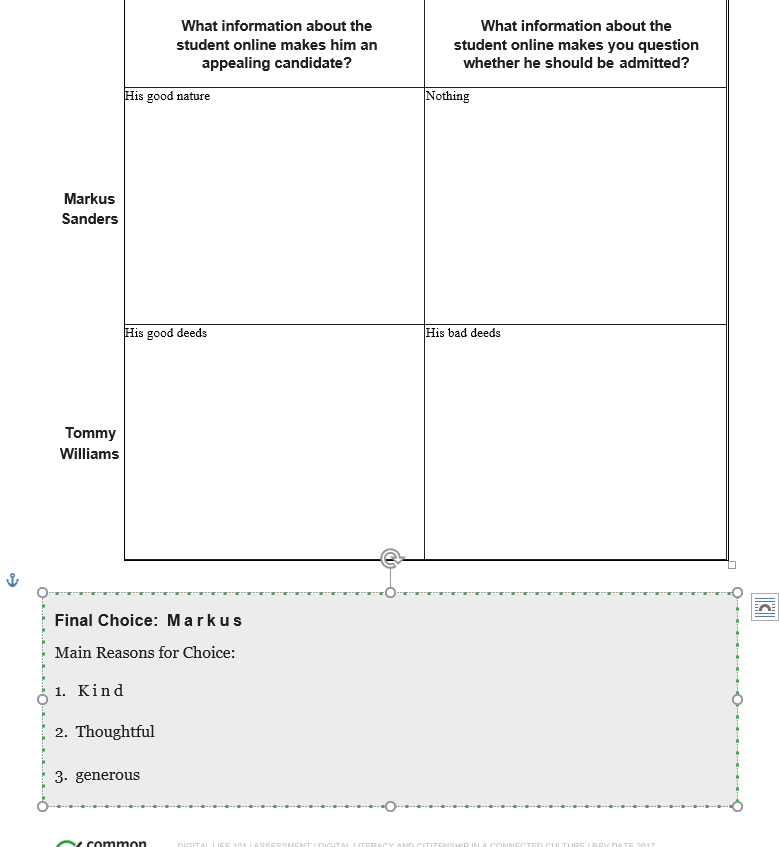 What information about the
student online makes him an
appealing candidate?
What information about the
student online makes you question
whether he should be admitted?
Markus
Sanders
His good nature
Nothing
Tommy
Williams
His good deeds
His bad deeds
Final Choice: Markus
Main Reasons for Choice:
1. Kind
2. Thoughtful
3. generous
common
DIGITAL LIFE 101 / ASSESSMENT / DIGITAL LITERACY AND CITIZENSHIP IN A CONNECTED CULTURE / REV DATE 2017